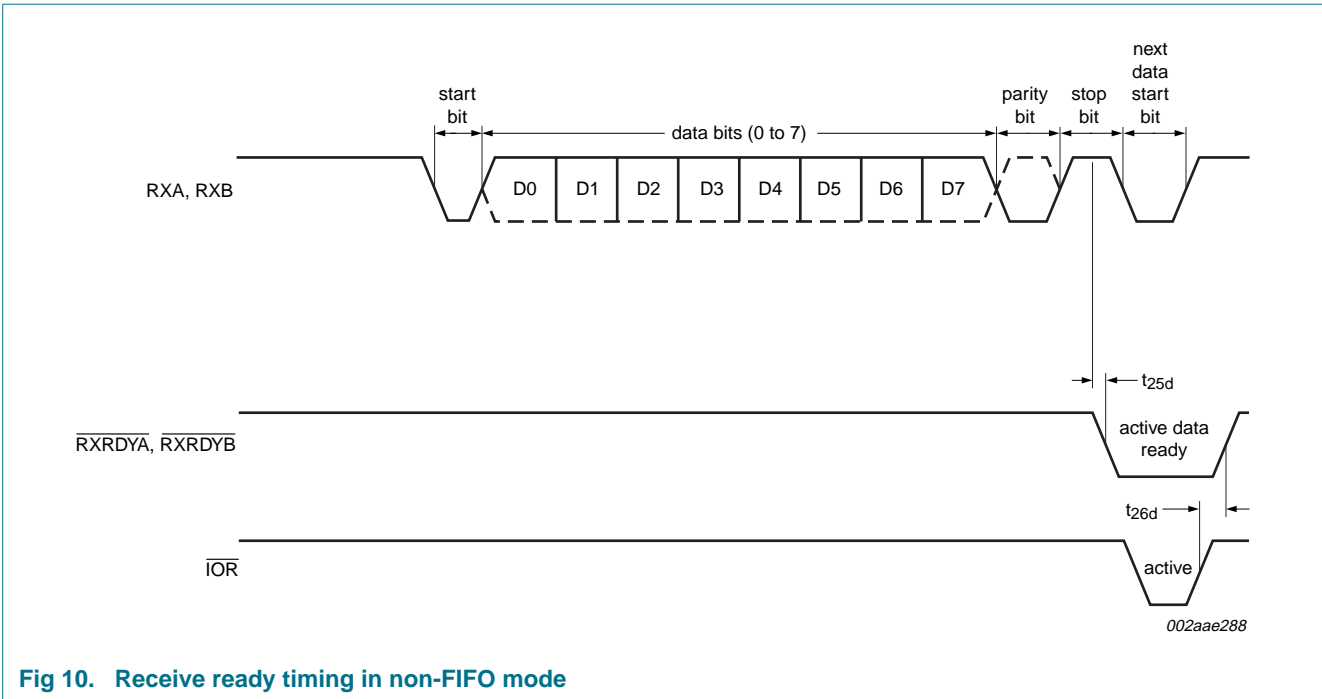 next
data
start
bit
start
bit
parity
bit
stop
bit
data bits (0 to 7)
RXA, RXB
D0 D1 D2 D3 D4 D5 D6 D7
t25d
RXRDYA, RXRDYB
active data
ready
t26d
IOR
active
002aae288
Fig 10. Receive ready timing in non-FIFO mode